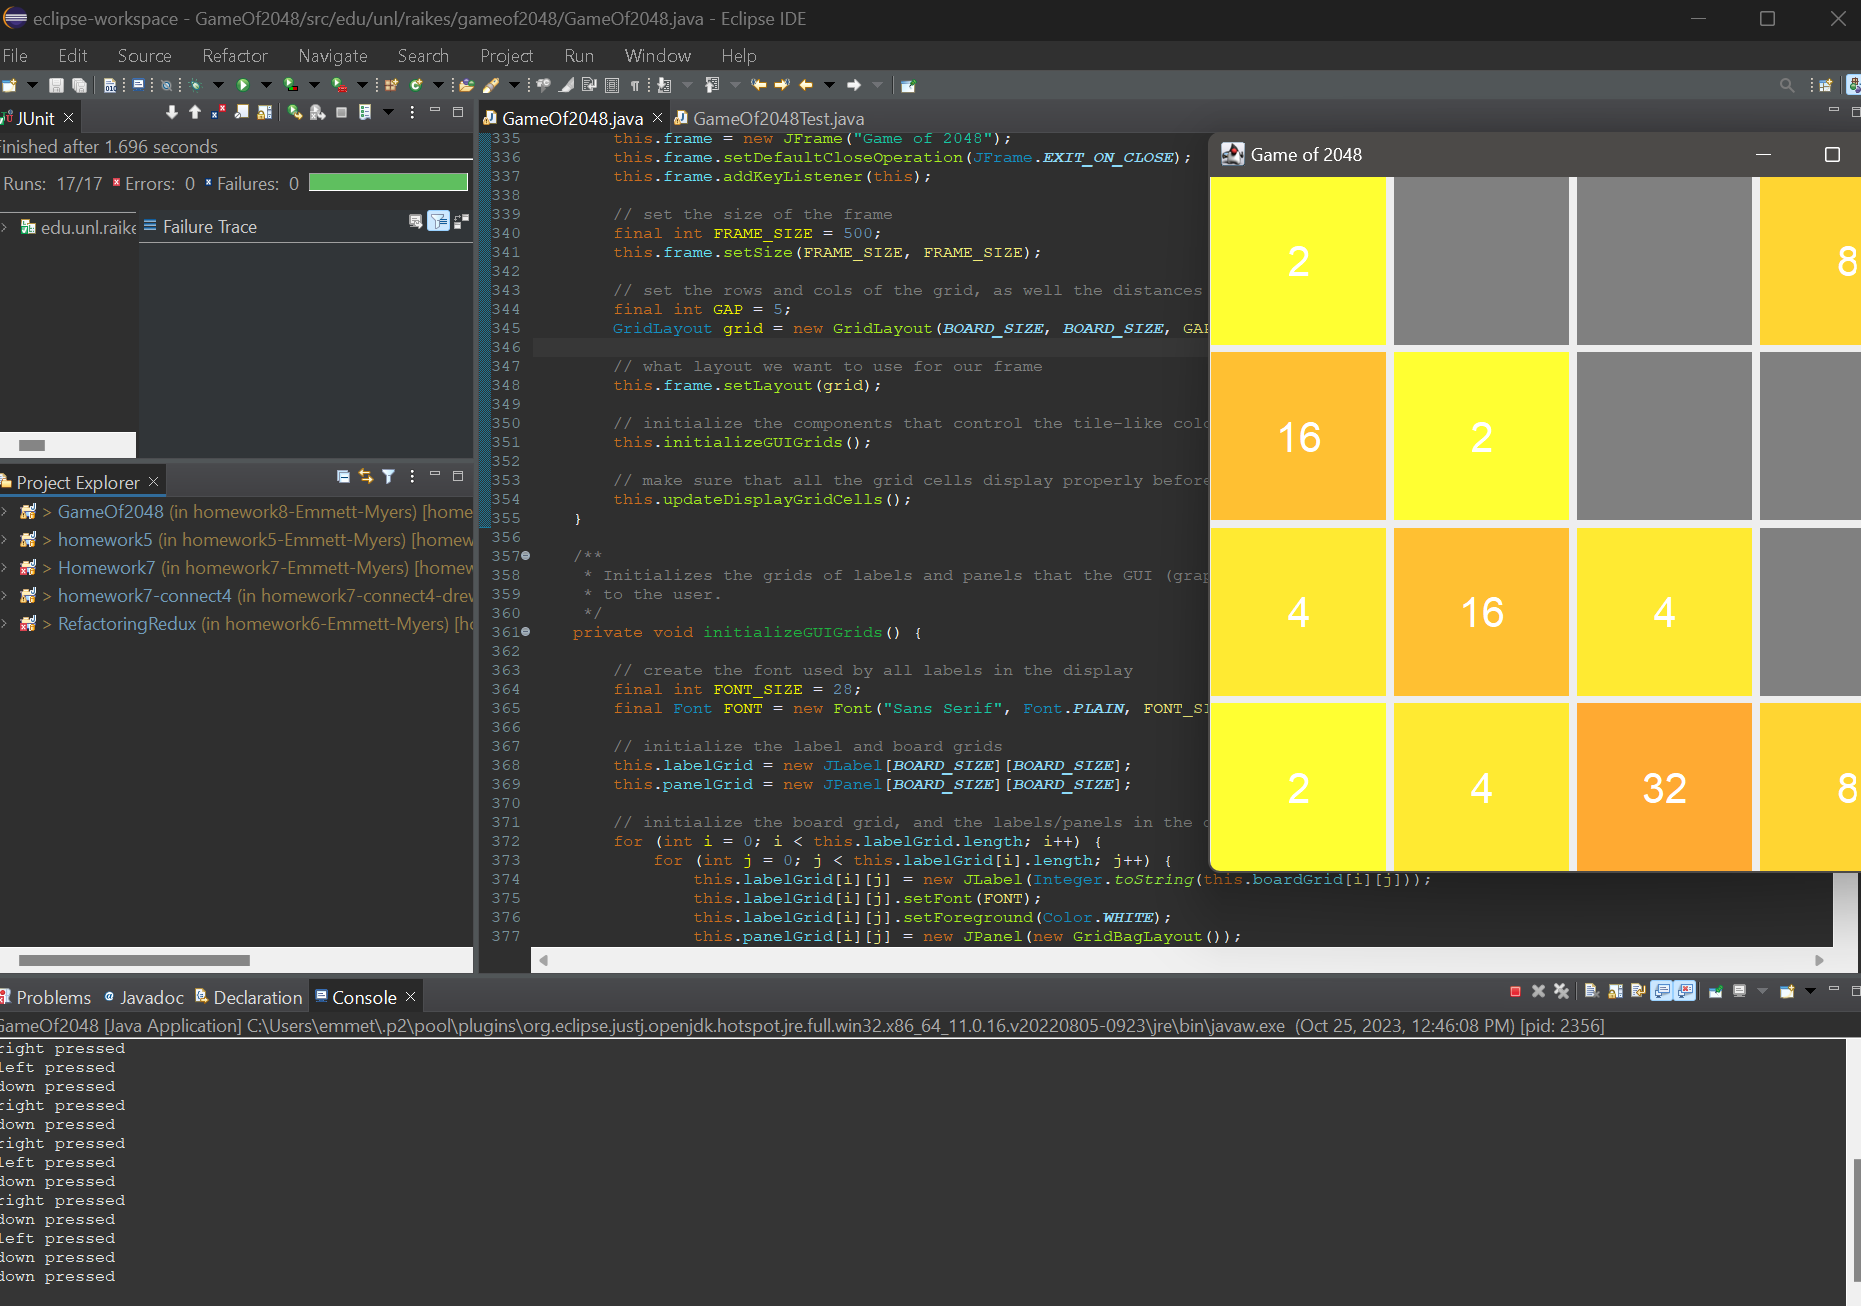 eclipse-workspace - GameOf2048/src/edu/unl/raikes/gameof2048/GameOf2048.java - Eclipse IDE
File Edit Source Refactor Navigate Search Project Run Window Help
JUnit
Finished after 1.696 seconds
Runs: 17/17 Errors: 0 Failures: 0
edu.unl.raike
Failure Trace
Project Explorer
> GameOf2048 (in homework8-Emmett-Myers) [home
> homework5 (in homework5-Emmett-Myers) [homew
> Homework7 (in homework7-Emmett-Myers) [homew
> homework7-connect4 (in homework7-connect4-drew
> RefactoringRedux (in homework6-Emmett-Myers) [ho
GameOf2048.java GameOf2048Test.java
335 this.frame = new JFrame("Game of 2048");
336 this.frame.setDefaultCloseOperation(JFrame.EXIT_ON_CLOSE);
337 this.frame.addKeyListener(this);
338
339 // set the size of the frame
340 final int FRAME_SIZE = 500;
341 this.frame.setSize(FRAME_SIZE, FRAME_SIZE);
342
343 // set the rows and cols of the grid, as well the distances
344 final int GAP = 5;
345 GridLayout grid = new GridLayout(BOARD_SIZE, BOARD_SIZE, GAP
346
347 // what layout we want to use for our frame
348 this.frame.setLayout(grid);
349
350 // initialize the components that control the tile-like colo
351 this.initializeGUIGrids();
352
353 // make sure that all the grid cells display properly before
354 this.updateDisplayGridCells();
355 }
356
357 /**
358 * Initializes the grids of labels and panels that the GUI (grap
359 * to the user.
360 */
361 private void initializeGUIGrids() {
362
363 // create the font used by all labels in the display
364 final int FONT_SIZE = 28;
365 final Font FONT = new Font("Sans Serif", Font.PLAIN, FONT_SI
366
367 // initialize the label and board grids
368 this.labelGrid = new JLabel[BOARD_SIZE][BOARD_SIZE];
369 this.panelGrid = new JPanel[BOARD_SIZE][BOARD_SIZE];
370
371 // initialize the board grid, and the labels/panels in the
372 for (int i = 0; i < this.labelGrid.length; i++) {
373 for (int j = 0; j < this.labelGrid[i].length; j++) {
374 this.labelGrid[i][j] = new JLabel(Integer.toString(this.boardGrid[i][j]));
375 this.labelGrid[i][j].setFont(FONT);
376 this.labelGrid[i][j].setForeground(Color.WHITE);
377 this.panelGrid[i][j] = new JPanel(new GridBagLayout());
Game of 2048
2 8
16 2
4 16 4
2 4 32 8
Problems Javadoc Declaration Console
GameOf2048 [Java Application] C:\Users\emmet\.p2\pool\plugins\org.eclipse.justj.openjdk.hotspot.jre.full.win32.x86_64_11.0.16.v20220805-0923\jre\bin\javaw.exe (Oct 25, 2023, 12:46:08 PM) [pid: 2356]
right pressed
left pressed
down pressed
right pressed
down pressed
right pressed
left pressed
down pressed
right pressed
down pressed
left pressed
down pressed
down pressed